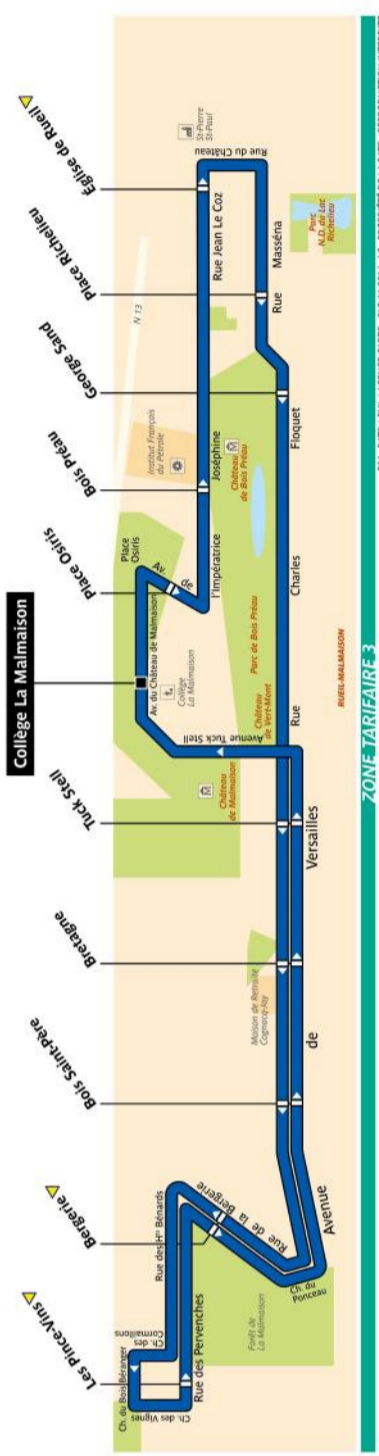 Les Pince-Vins
Bergerie
Bois Saint-Père
Bretagne
Tuck Stell
Collège La Malmaison
Place Osiris
Bois Préau
George Sand
Place Richelieu
Église de Rueil
Ch. du Bois Béranger
Ch. des Vignes
Ch. des
Cormaillons
Rue des Pervenches
Rue des Hts Bénards
Rue de la Bergerie
Ch. du
Ponceau
Forêt de
La Malmaison
Avenue
de
Versailles
Maison de Retraite
Cognacq-Jay
Château
de Malmaison
Avenue Tuck Stell
Av. du Château de Malmaison
Collège
La Malmaison
Place
Osiris
Av.
de
l'Impératrice
Joséphine
Institut Français
du Pétrole
N 13
Château
de Bois Préau
Parc de Bois Préau
Château
de Vert-Mont
Rue
Charles
Floquet
Rue
Masséna
Rue Jean Le Coz
Rue du Château
St-Pierre
St-Paul
Parc
N.D. du Lac
Richelieu
RUEIL-MALMAISON
ZONE TARIFAIRE 3